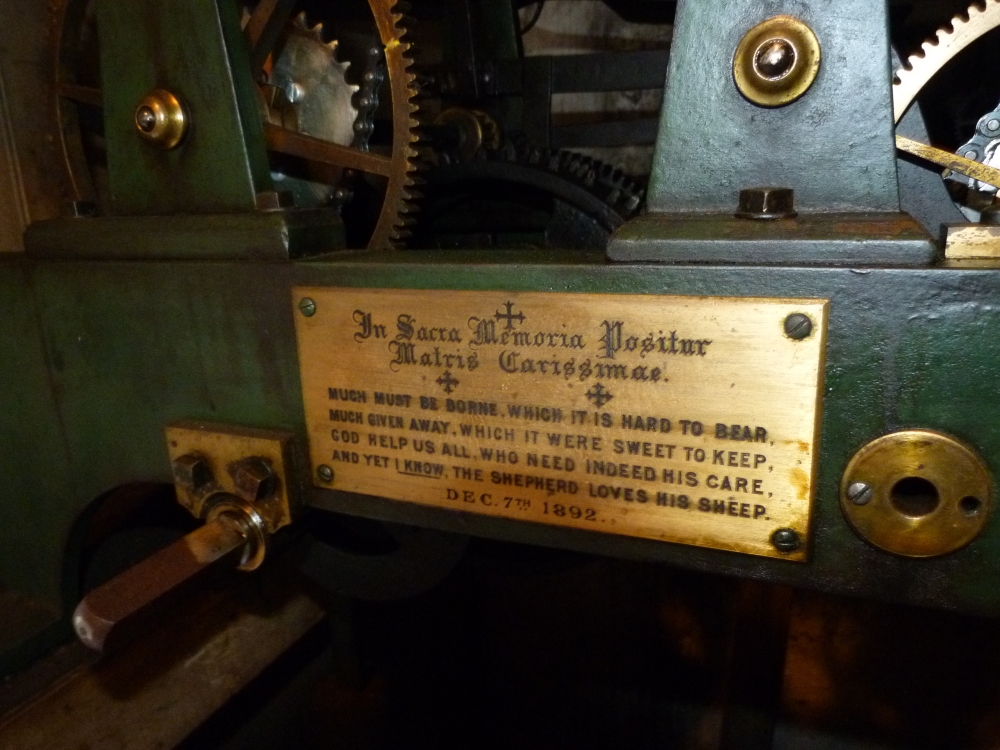 In Sacra Memoria Positur
Matris Carissimae.
MUCH MUST BE BORNE, WHICH IT IS HARD TO BEAR,
MUCH GIVEN AWAY, WHICH IT WERE SWEET TO KEEP,
GOD HELP US ALL, WHO NEED INDEED HIS CARE,
AND YET I KNOW, THE SHEPHERD LOVES HIS SHEEP.
DEC. 7TH 1892.